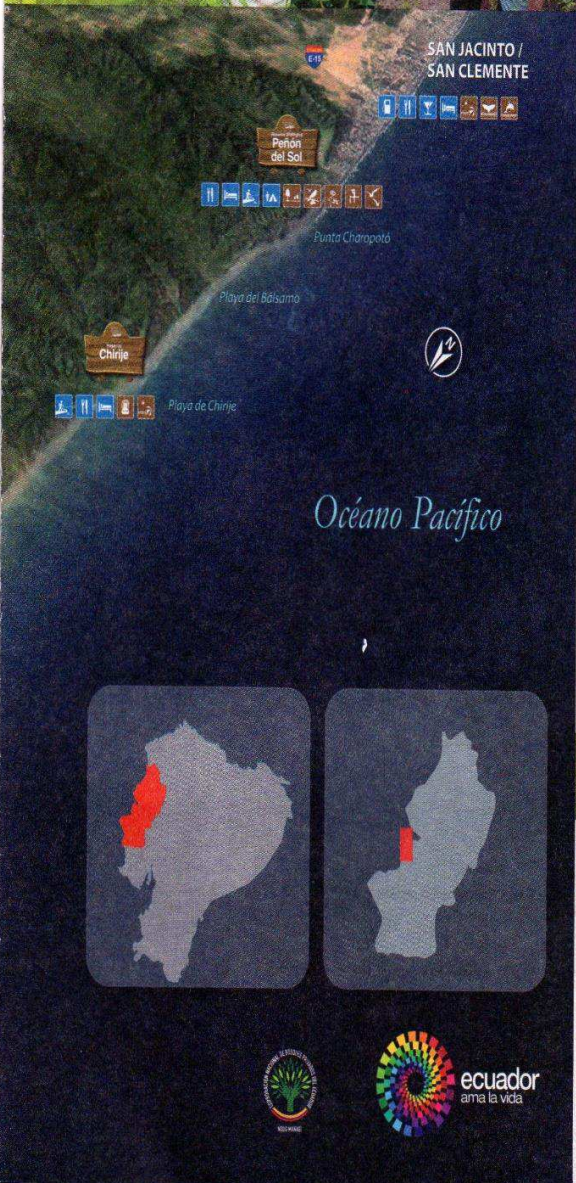 E-15
SAN JACINTO /
SAN CLEMENTE
Peñón
del Sol
Punta Charapotó
Playa del Bálsamo
Chirije
Playa de Chirije
N
Océano Pacífico
ecuador
ama la vida